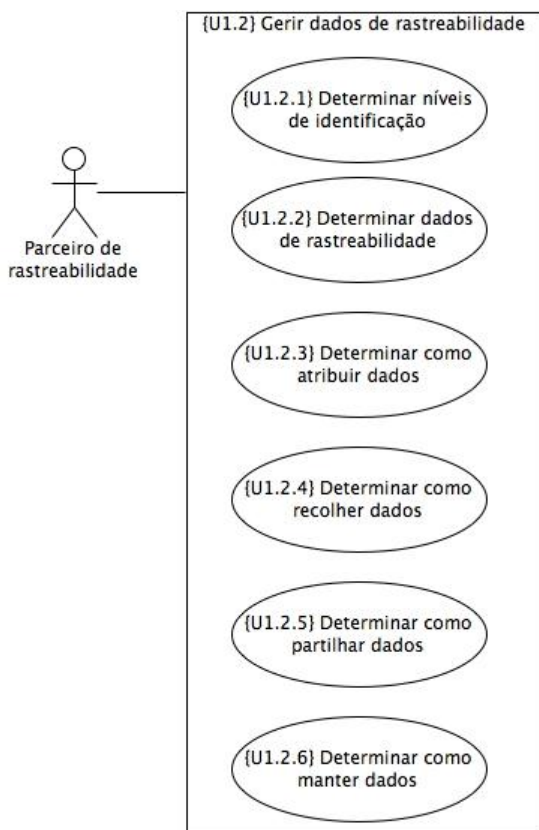 {U1.2} Gerir dados de rastreabilidade
{U1.2.1} Determinar níveis
de identificação
{U1.2.2} Determinar dados
de rastreabilidade
Parceiro de
rastreabilidade
{U1.2.3} Determinar como
atribuir dados
{U1.2.4} Determinar como
recolher dados
{U1.2.5} Determinar como
partilhar dados
{U1.2.6} Determinar como
manter dados